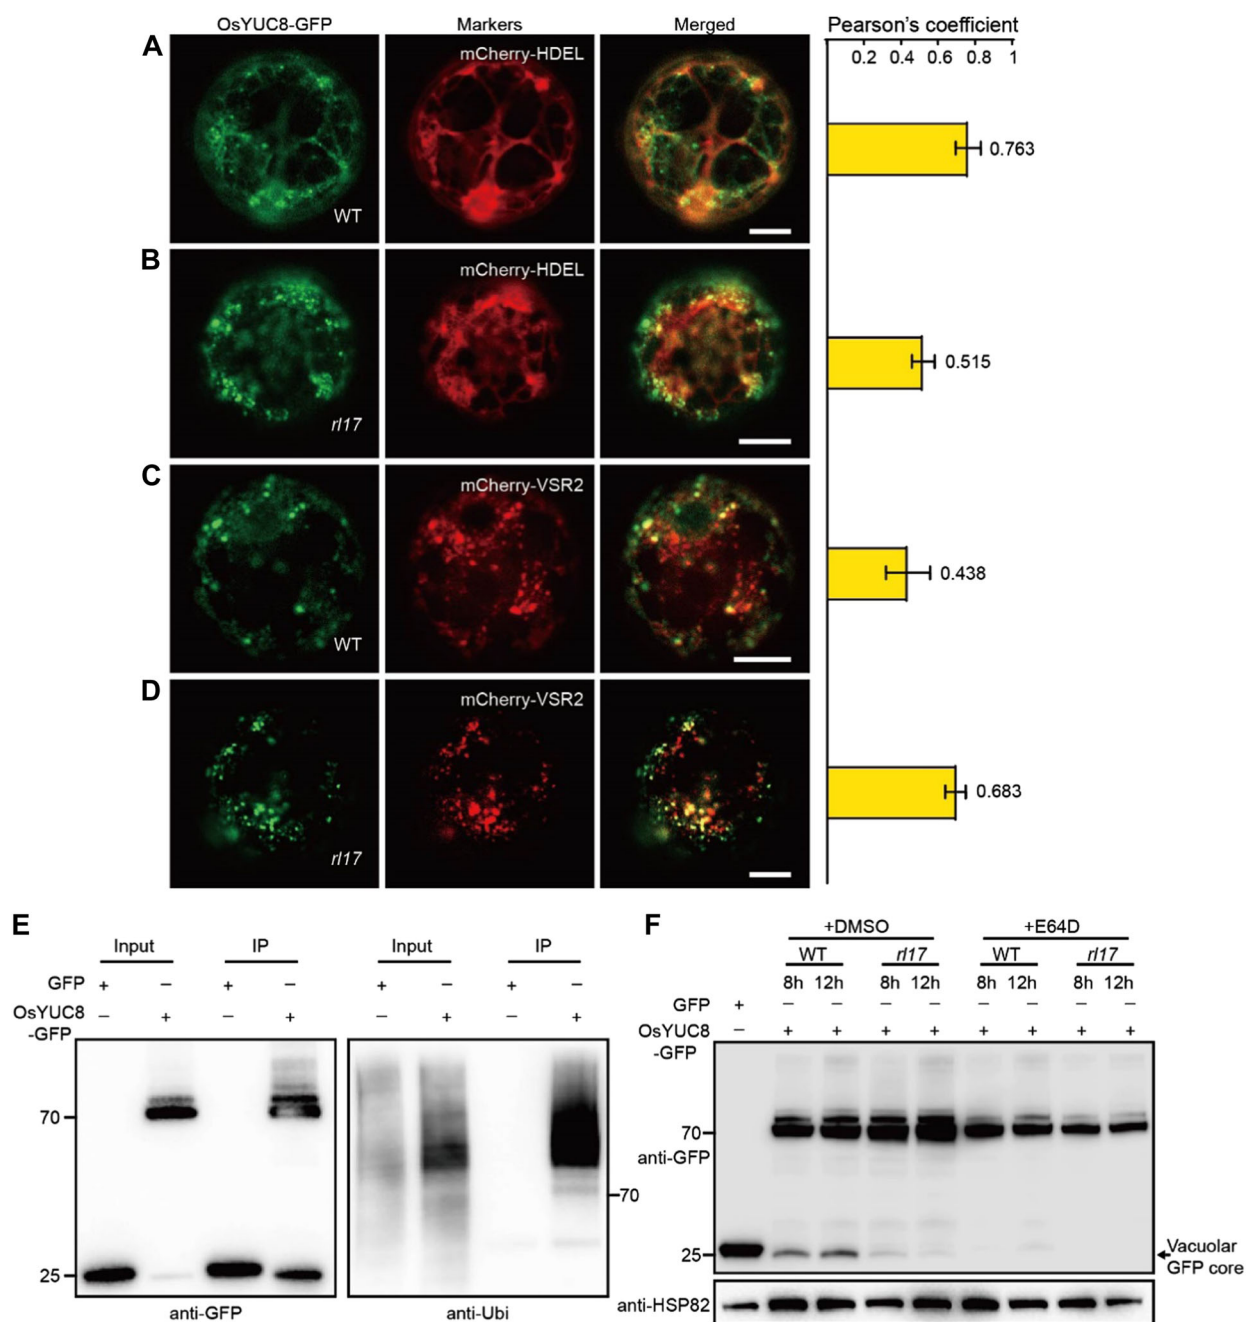 OsYUC8-GFP Markers Merged Pearson's coefficient
0.2 0.4 0.6 0.8 1
A mCherry-HDEL
WT
0.763
B mCherry-HDEL
rl17
0.515
C mCherry-VSR2
WT
0.438
D mCherry-VSR2
rl17
0.683
E
Input IP Input IP
GFP + – + – + – + –
OsYUC8 – + – + – + – +
-GFP
70
25
70
anti-GFP anti-Ubi
F
+DMSO +E64D
WT rl17 WT rl17
8h 12h 8h 12h 8h 12h 8h 12h
GFP + – – – – – – – –
OsYUC8 – + + + + + + + +
-GFP
70
anti-GFP
25
Vacuolar
GFP core
anti-HSP82